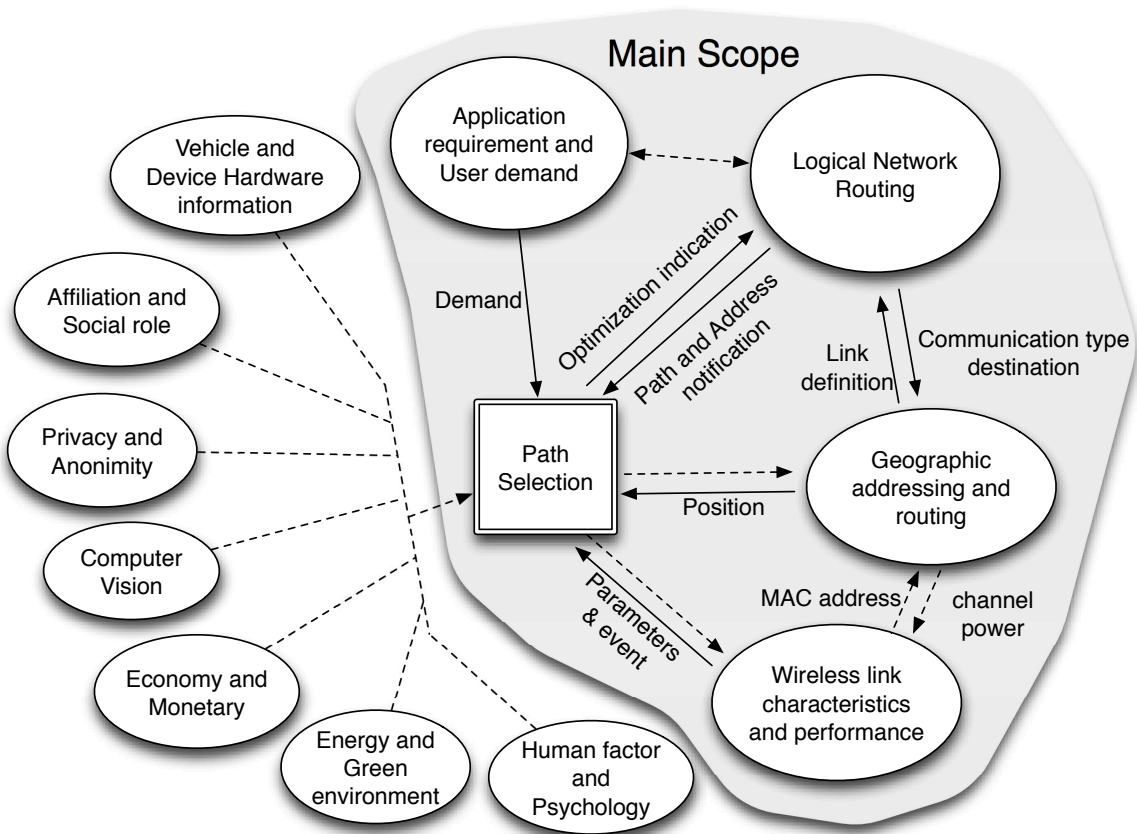 Main Scope
Application
requirement and
User demand
Logical Network
Routing
Vehicle and
Device Hardware
information
Affiliation and
Social role
Demand
Optimization indication
Path and Address
notification
Link
definition
Communication type
destination
Privacy and
Anonimity
Path
Selection
Geographic
addressing and
routing
Position
Computer
Vision
MAC address
channel
power
Parameters
& event
Economy and
Monetary
Wireless link
characteristics
and performance
Energy and
Green
environment
Human factor
and
Psychology